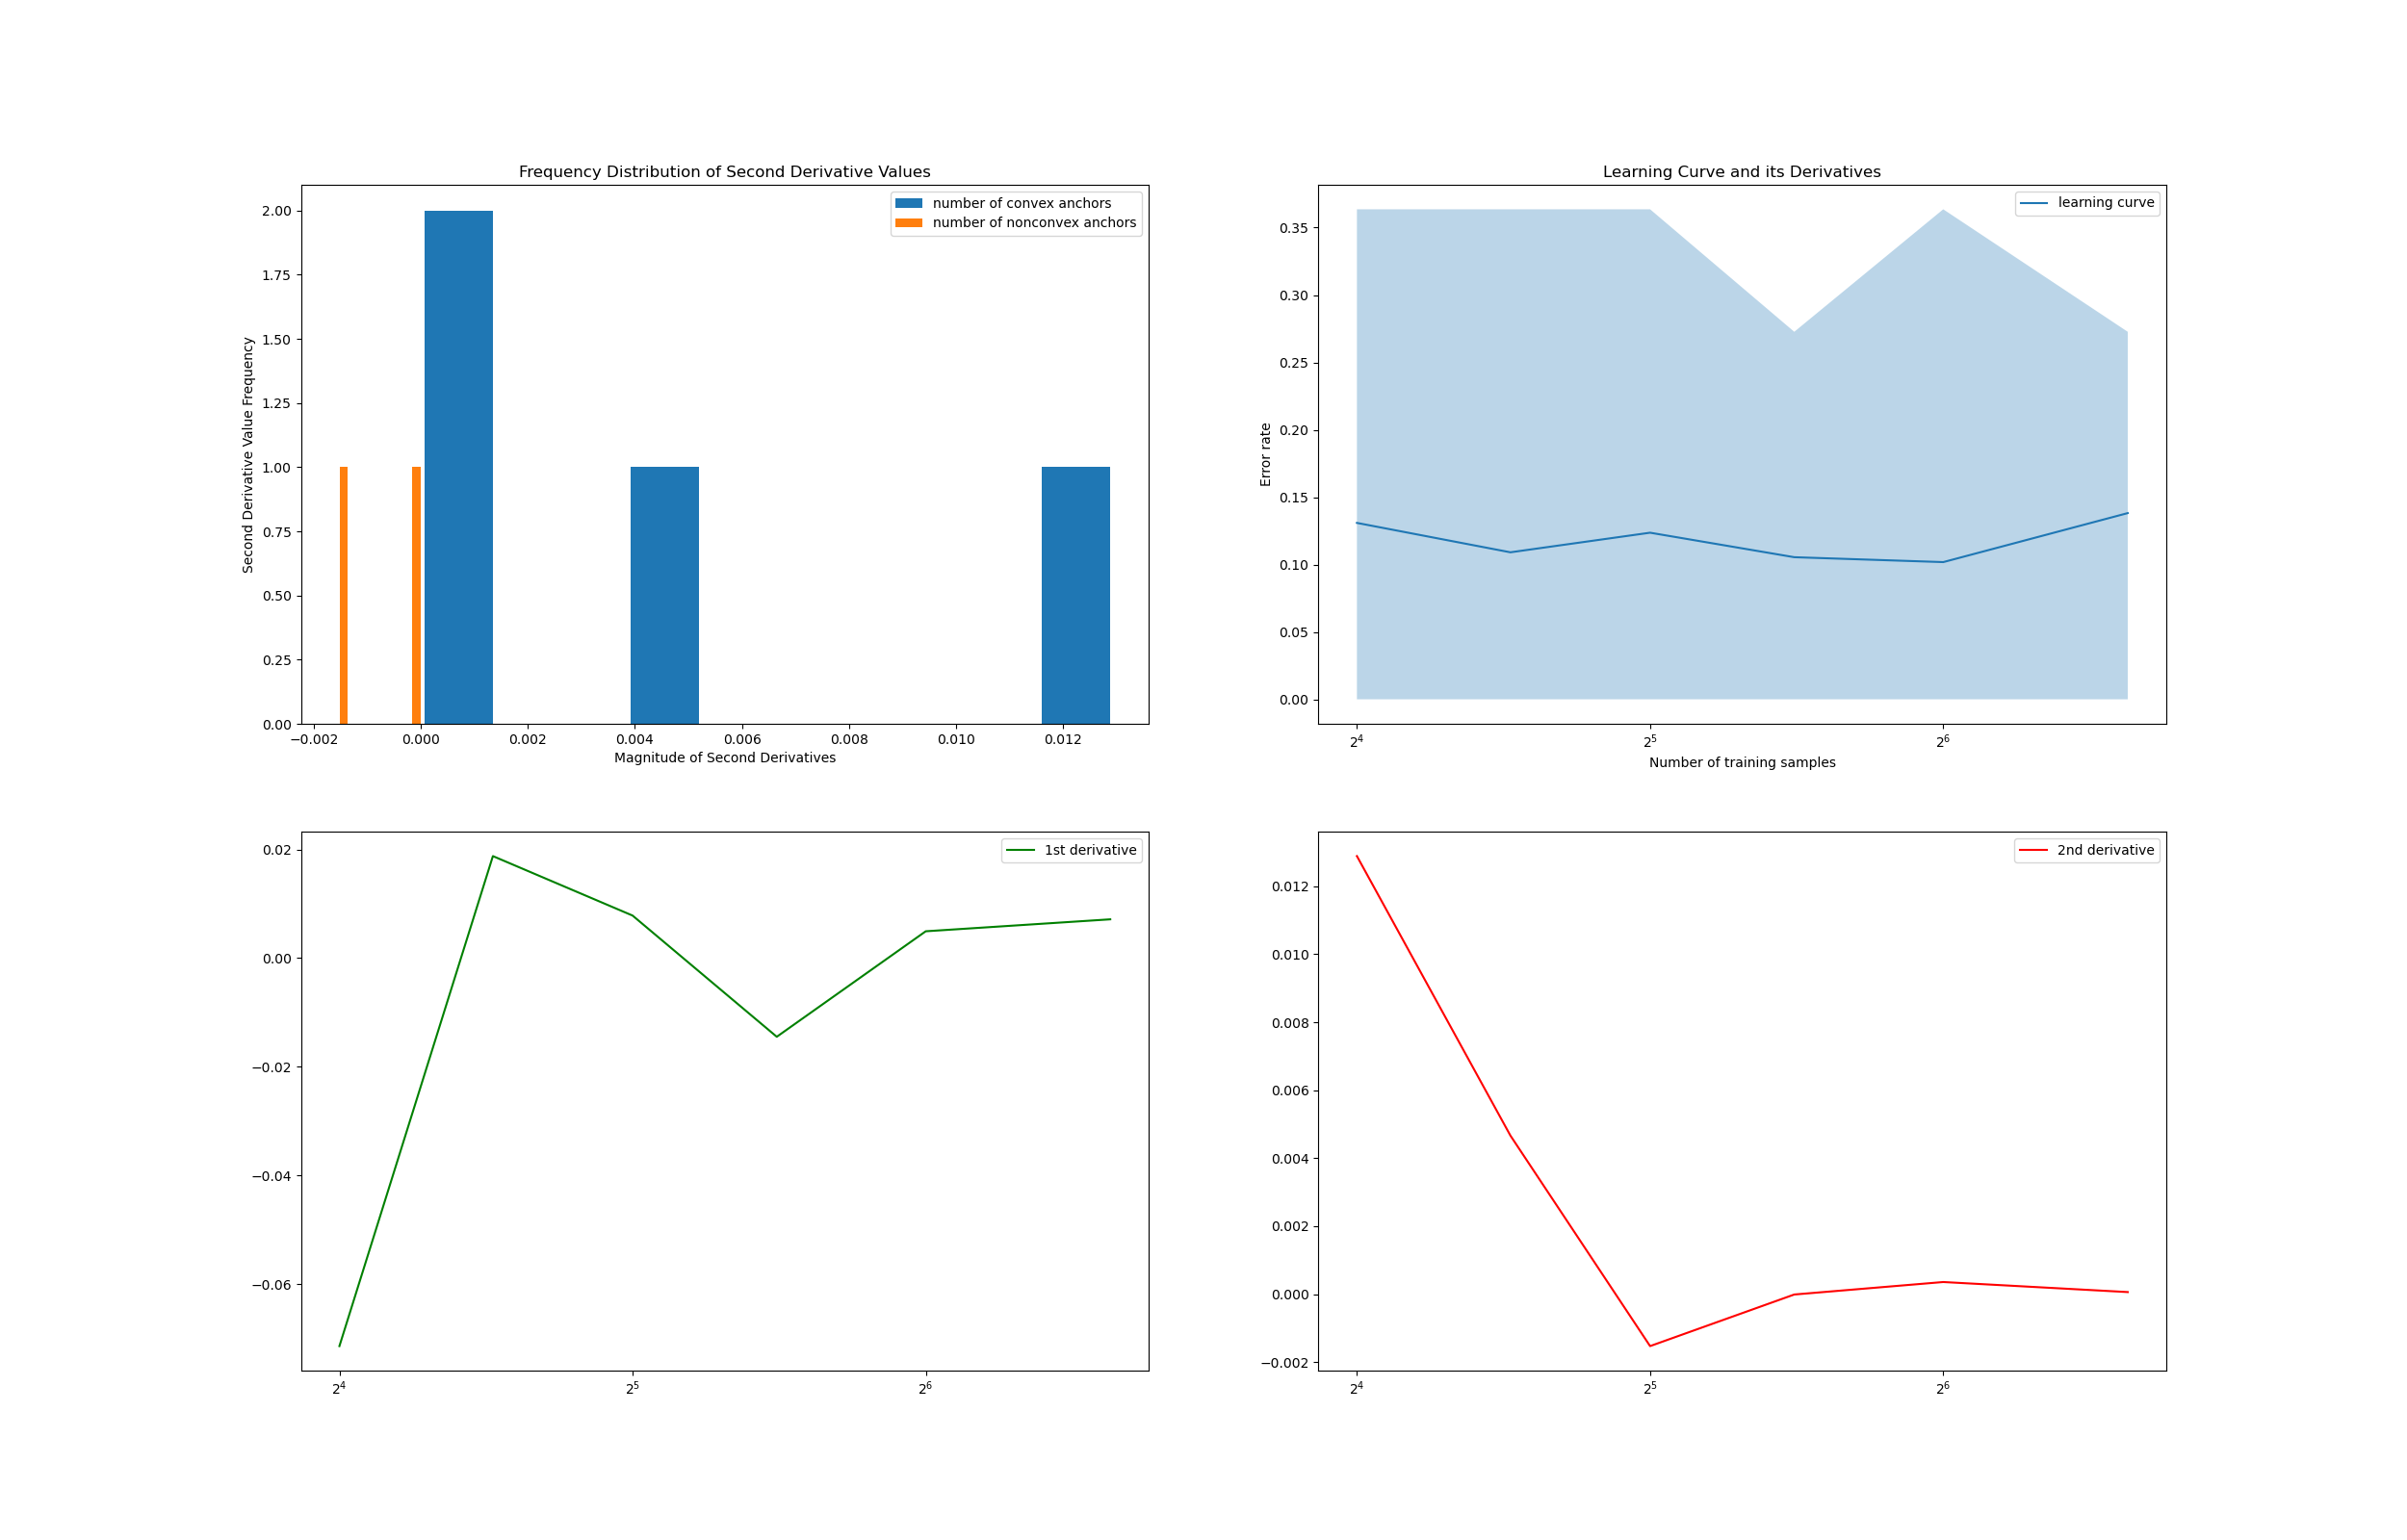 Frequency Distribution of Second Derivative Values
number of convex anchors
number of nonconvex anchors
Second Derivative Value Frequency
2.00
1.75
1.50
1.25
1.00
0.75
0.50
0.25
0.00
−0.002 0.000 0.002 0.004 0.006 0.008 0.010 0.012
Magnitude of Second Derivatives
Learning Curve and its Derivatives
learning curve
Error rate
0.35
0.30
0.25
0.20
0.15
0.10
0.05
0.00
2⁴ 2⁵ 2⁶
Number of training samples
1st derivative
0.02
0.00
−0.02
−0.04
−0.06
2⁴ 2⁵ 2⁶
2nd derivative
0.012
0.010
0.008
0.006
0.004
0.002
0.000
−0.002
2⁴ 2⁵ 2⁶